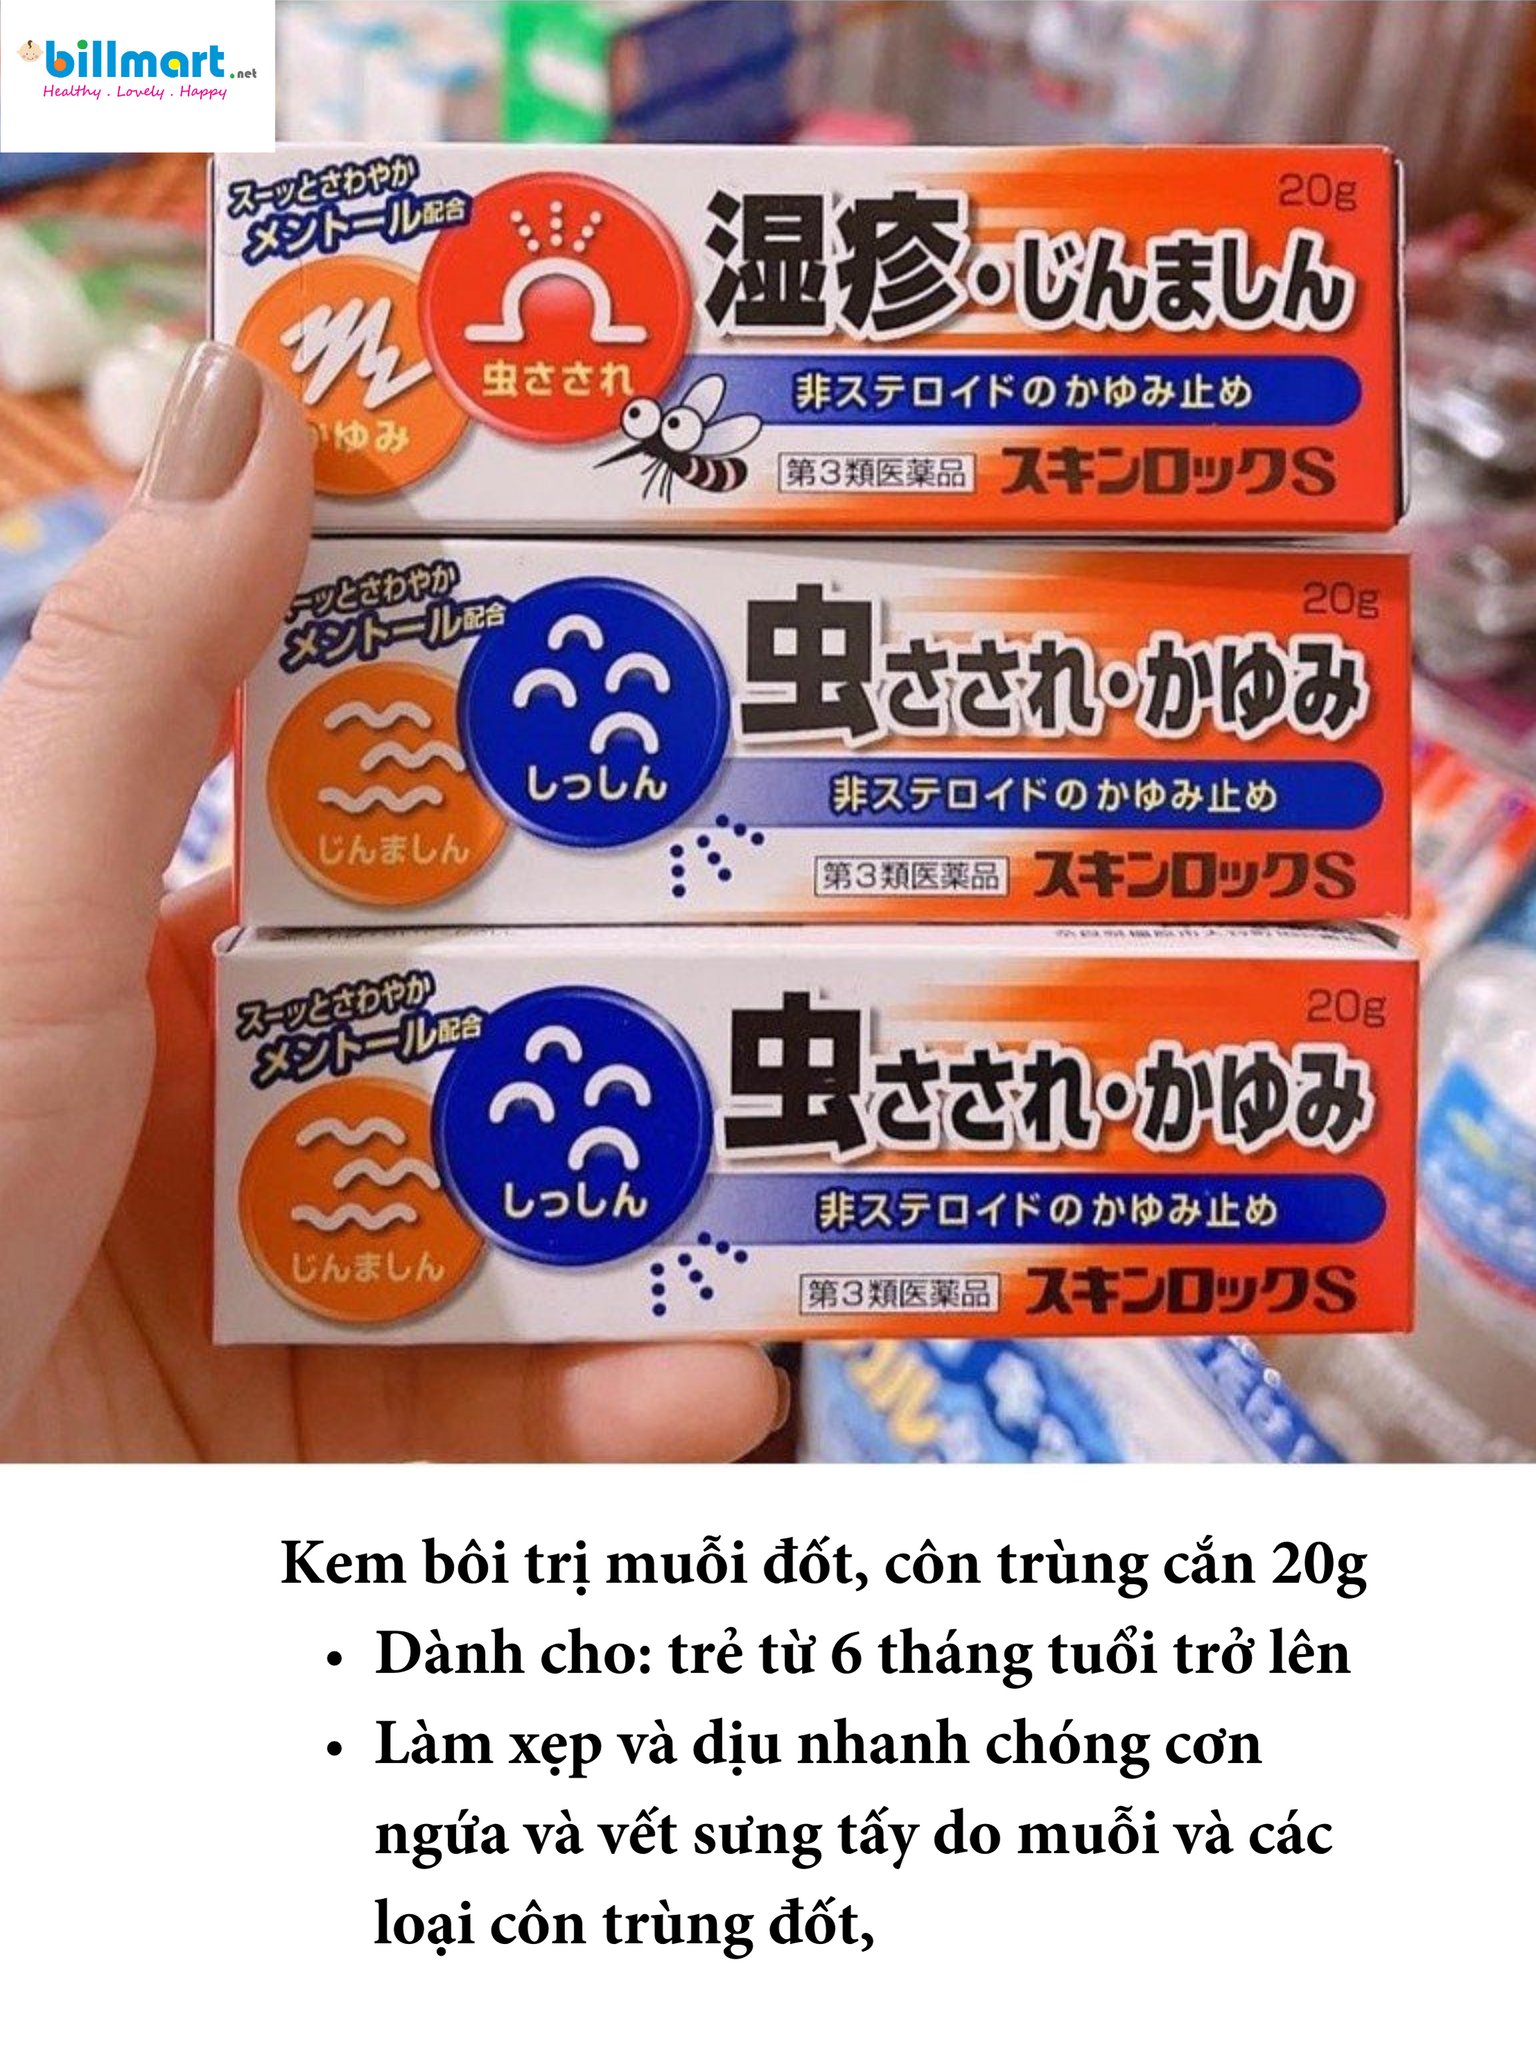 billmart.net
Healthy . Lovely . Happy
スーッとさわやか
メントール配合
かゆみ
虫さされ
湿疹・じんましん
20g
非ステロイドのかゆみ止め
第3類医薬品
スキンロックS
スーッとさわやか
メントール配合
じんましん
しっしん
虫さされ・かゆみ
20g
非ステロイドのかゆみ止め
第3類医薬品
スキンロックS
スーッとさわやか
メントール配合
じんましん
しっしん
虫さされ・かゆみ
20g
非ステロイドのかゆみ止め
第3類医薬品
スキンロックS
Kem bôi trị muỗi đốt, côn trùng cắn 20g
• Dành cho: trẻ từ 6 tháng tuổi trở lên
• Làm xẹp và dịu nhanh chóng cơn
ngứa và vết sưng tấy do muỗi và các
loại côn trùng đốt,